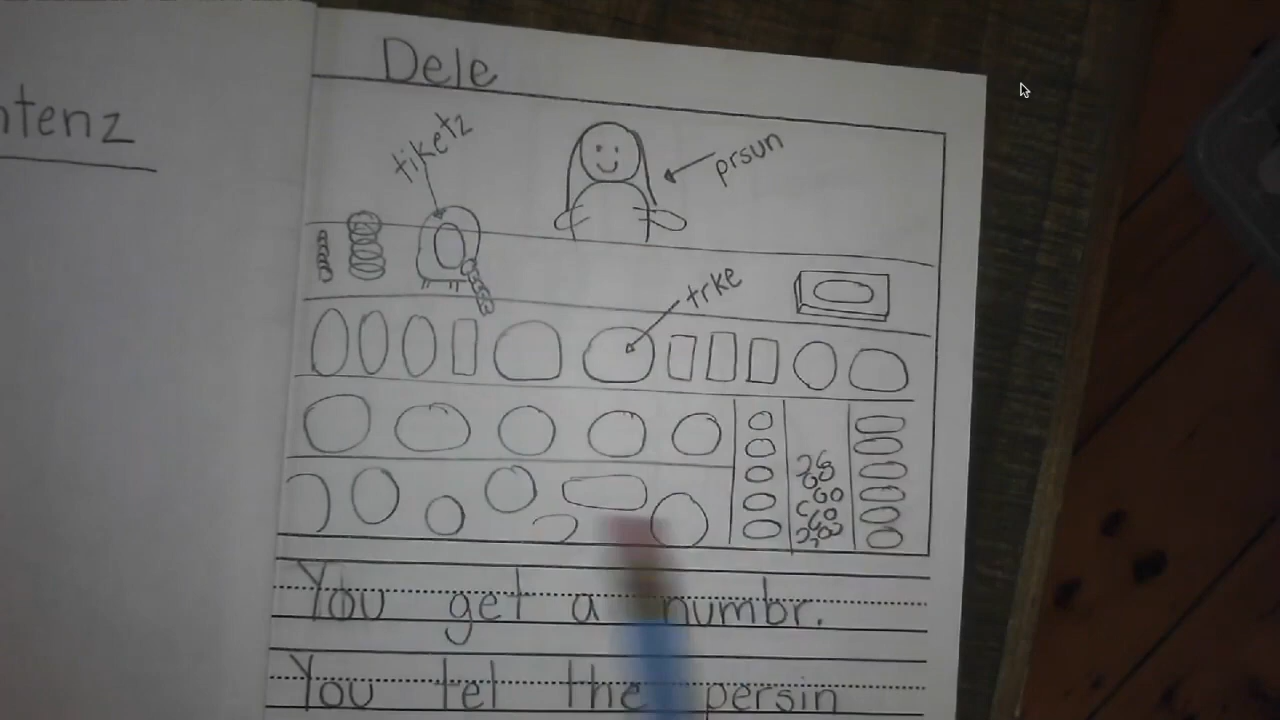 ntenz
Dele
tiketz
prsun
trke
You get a numbr.
You tel the persin